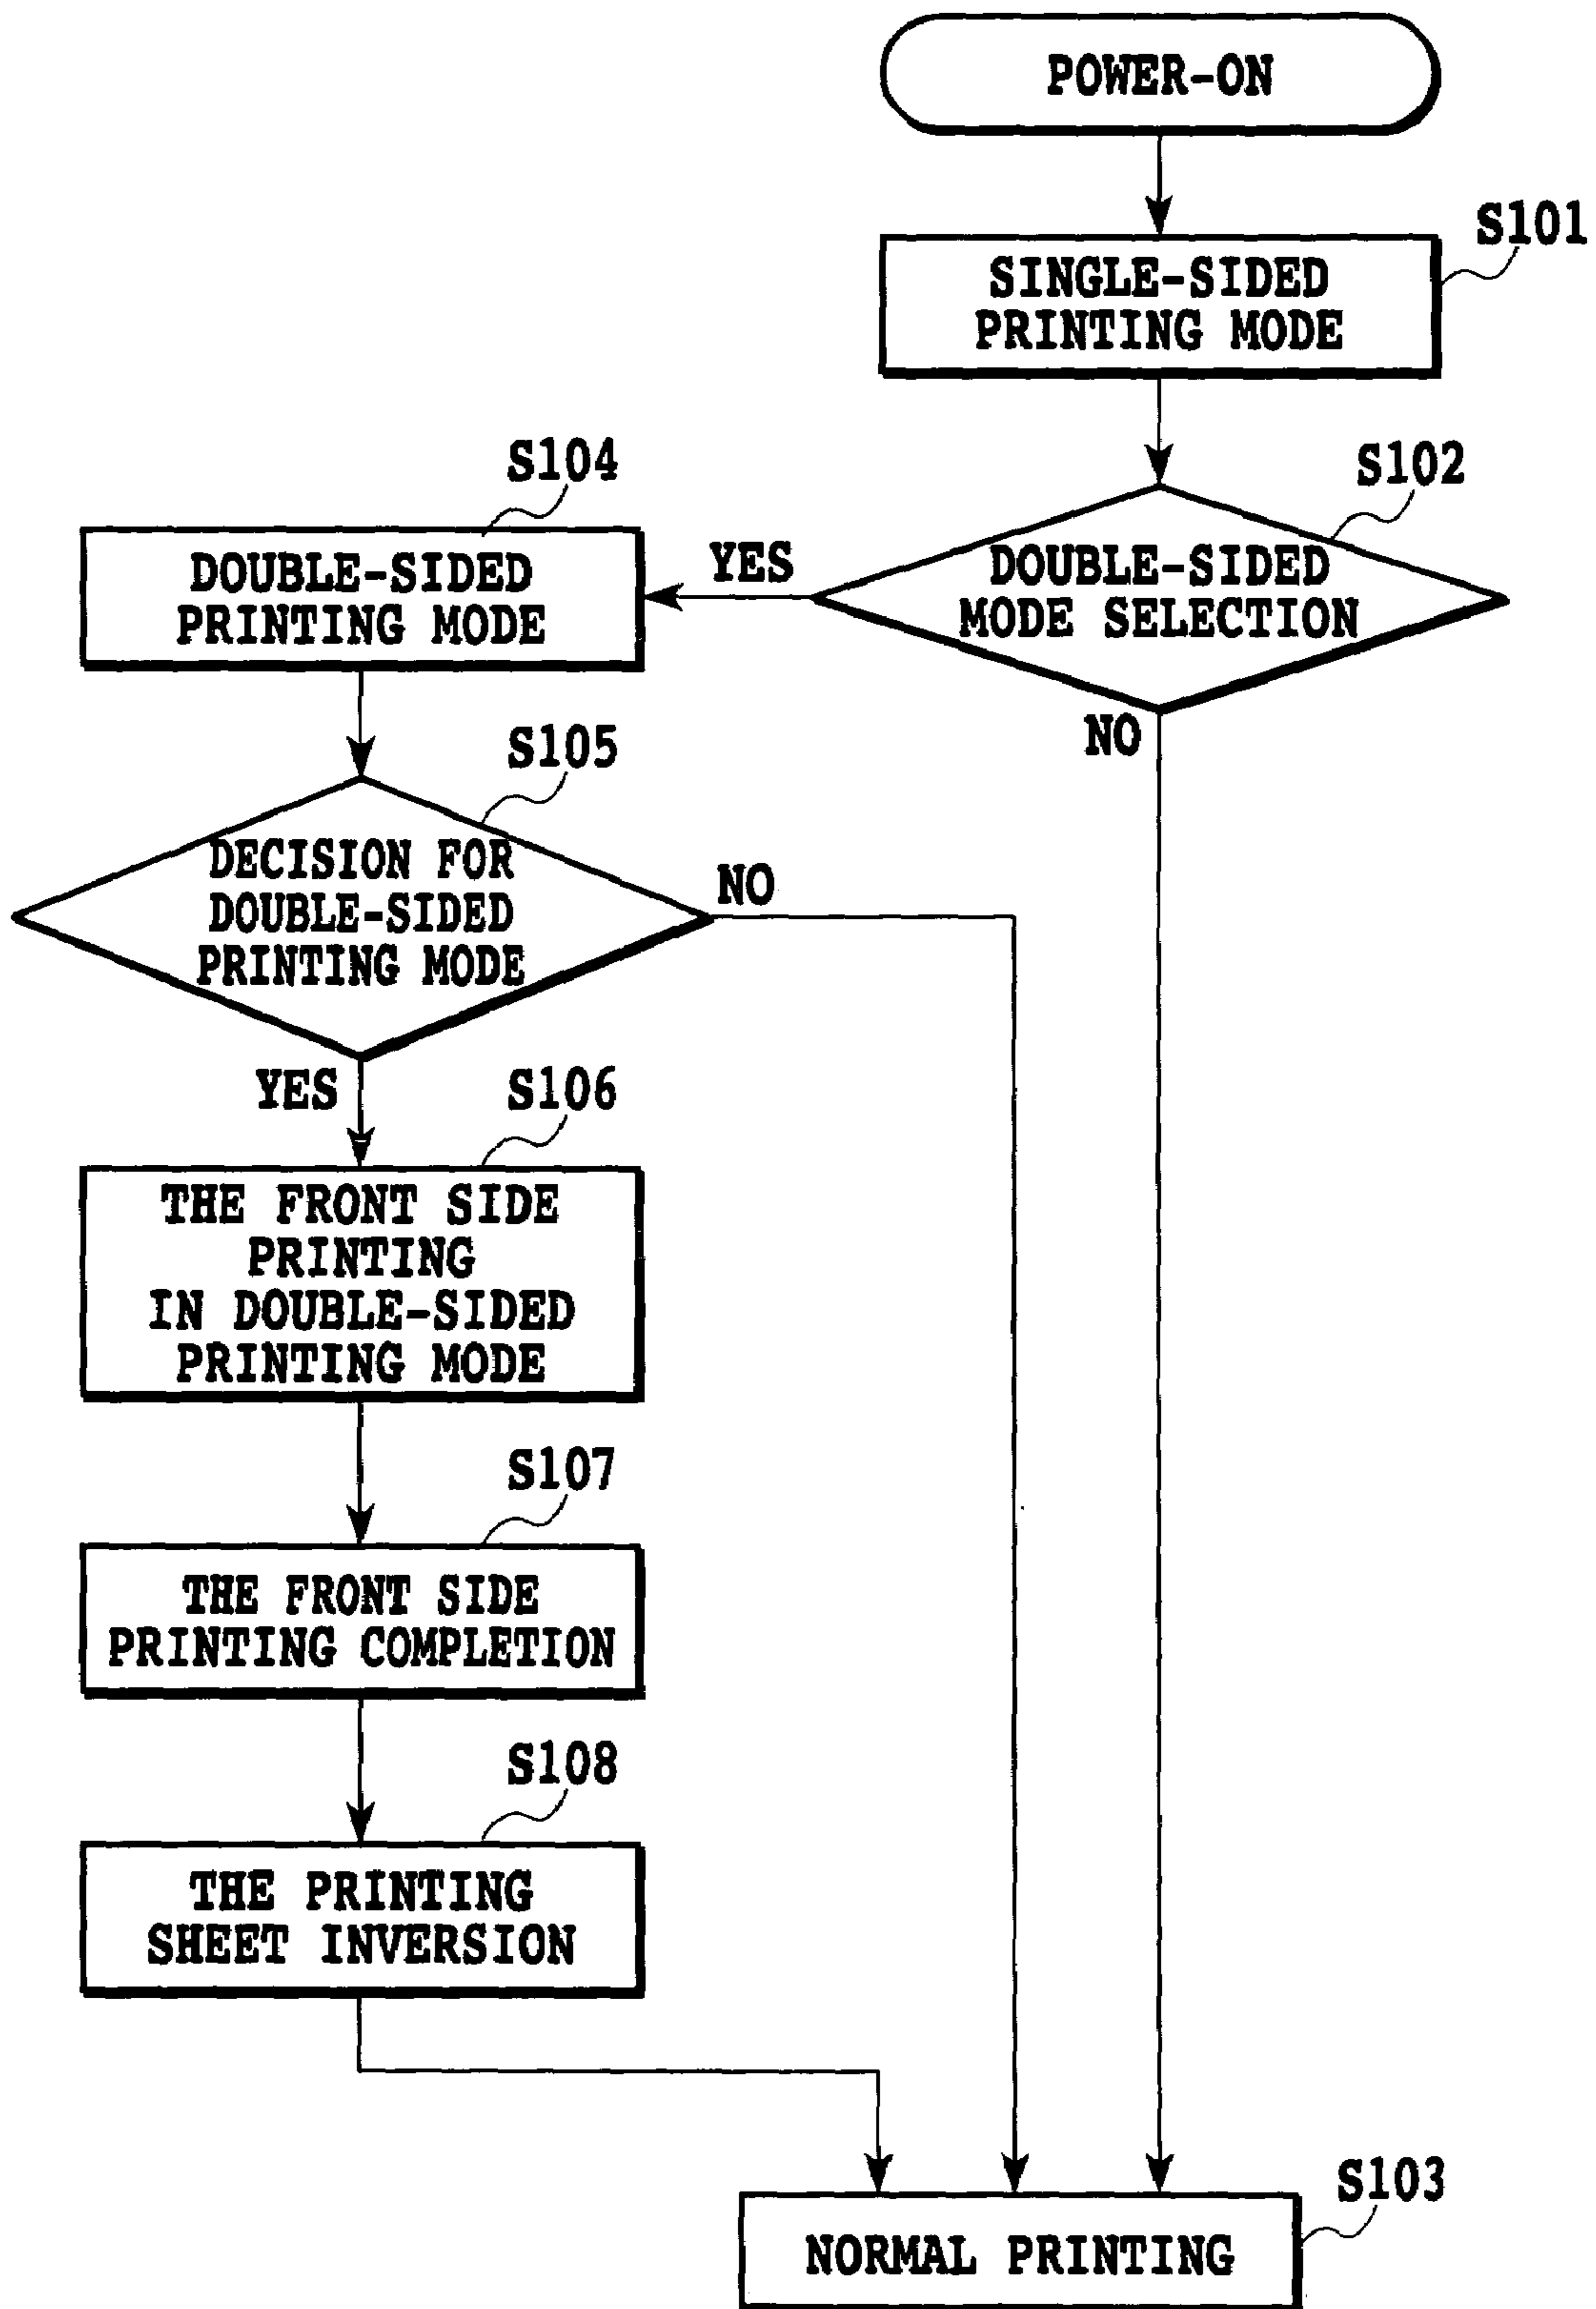 POWER-ON
S101
SINGLE-SIDED
PRINTING MODE
S102
DOUBLE-SIDED
MODE SELECTION
YES
NO
S104
DOUBLE-SIDED
PRINTING MODE
S105
DECISION FOR
DOUBLE-SIDED
PRINTING MODE
NO
YES
S106
THE FRONT SIDE
PRINTING
IN DOUBLE-SIDED
PRINTING MODE
S107
THE FRONT SIDE
PRINTING COMPLETION
S108
THE PRINTING
SHEET INVERSION
S103
NORMAL PRINTING